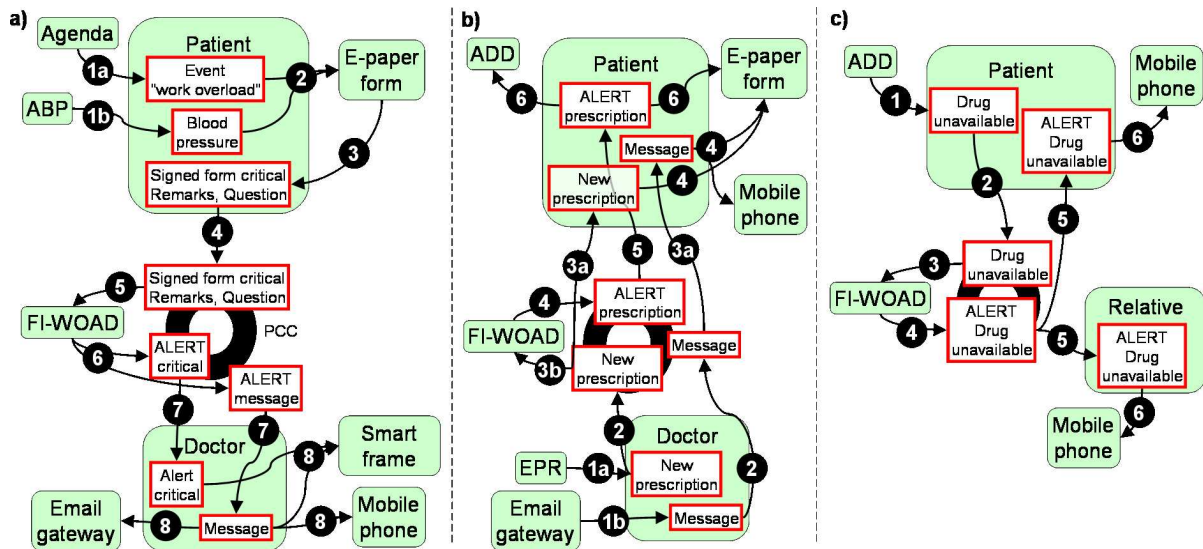 a)
Agenda
Patient
1a
Event
"work overload"
2
E-paper
form
ABP
1b
Blood
pressure
3
Signed form critical
Remarks, Question
4
Signed form critical
Remarks, Question
5
FI-WOAD
PCC
6
ALERT
critical
ALERT
message
7
7
Doctor
Smart
frame
8
Alert
critical
Email
gateway
8
Message
8
Mobile
phone
b)
ADD
Patient
E-paper
form
6
ALERT
prescription
6
Message
4
New
prescription
4
Mobile
phone
3a
5
3a
4
ALERT
prescription
FI-WOAD
Message
3b
New
prescription
2
Doctor
EPR
1a
New
prescription
2
Email
gateway
1b
Message
c)
ADD
Patient
Mobile
phone
1
Drug
unavailable
ALERT
Drug
unavailable
6
2
5
3
Drug
unavailable
FI-WOAD
4
ALERT
Drug
unavailable
5
Relative
ALERT
Drug
unavailable
6
Mobile
phone